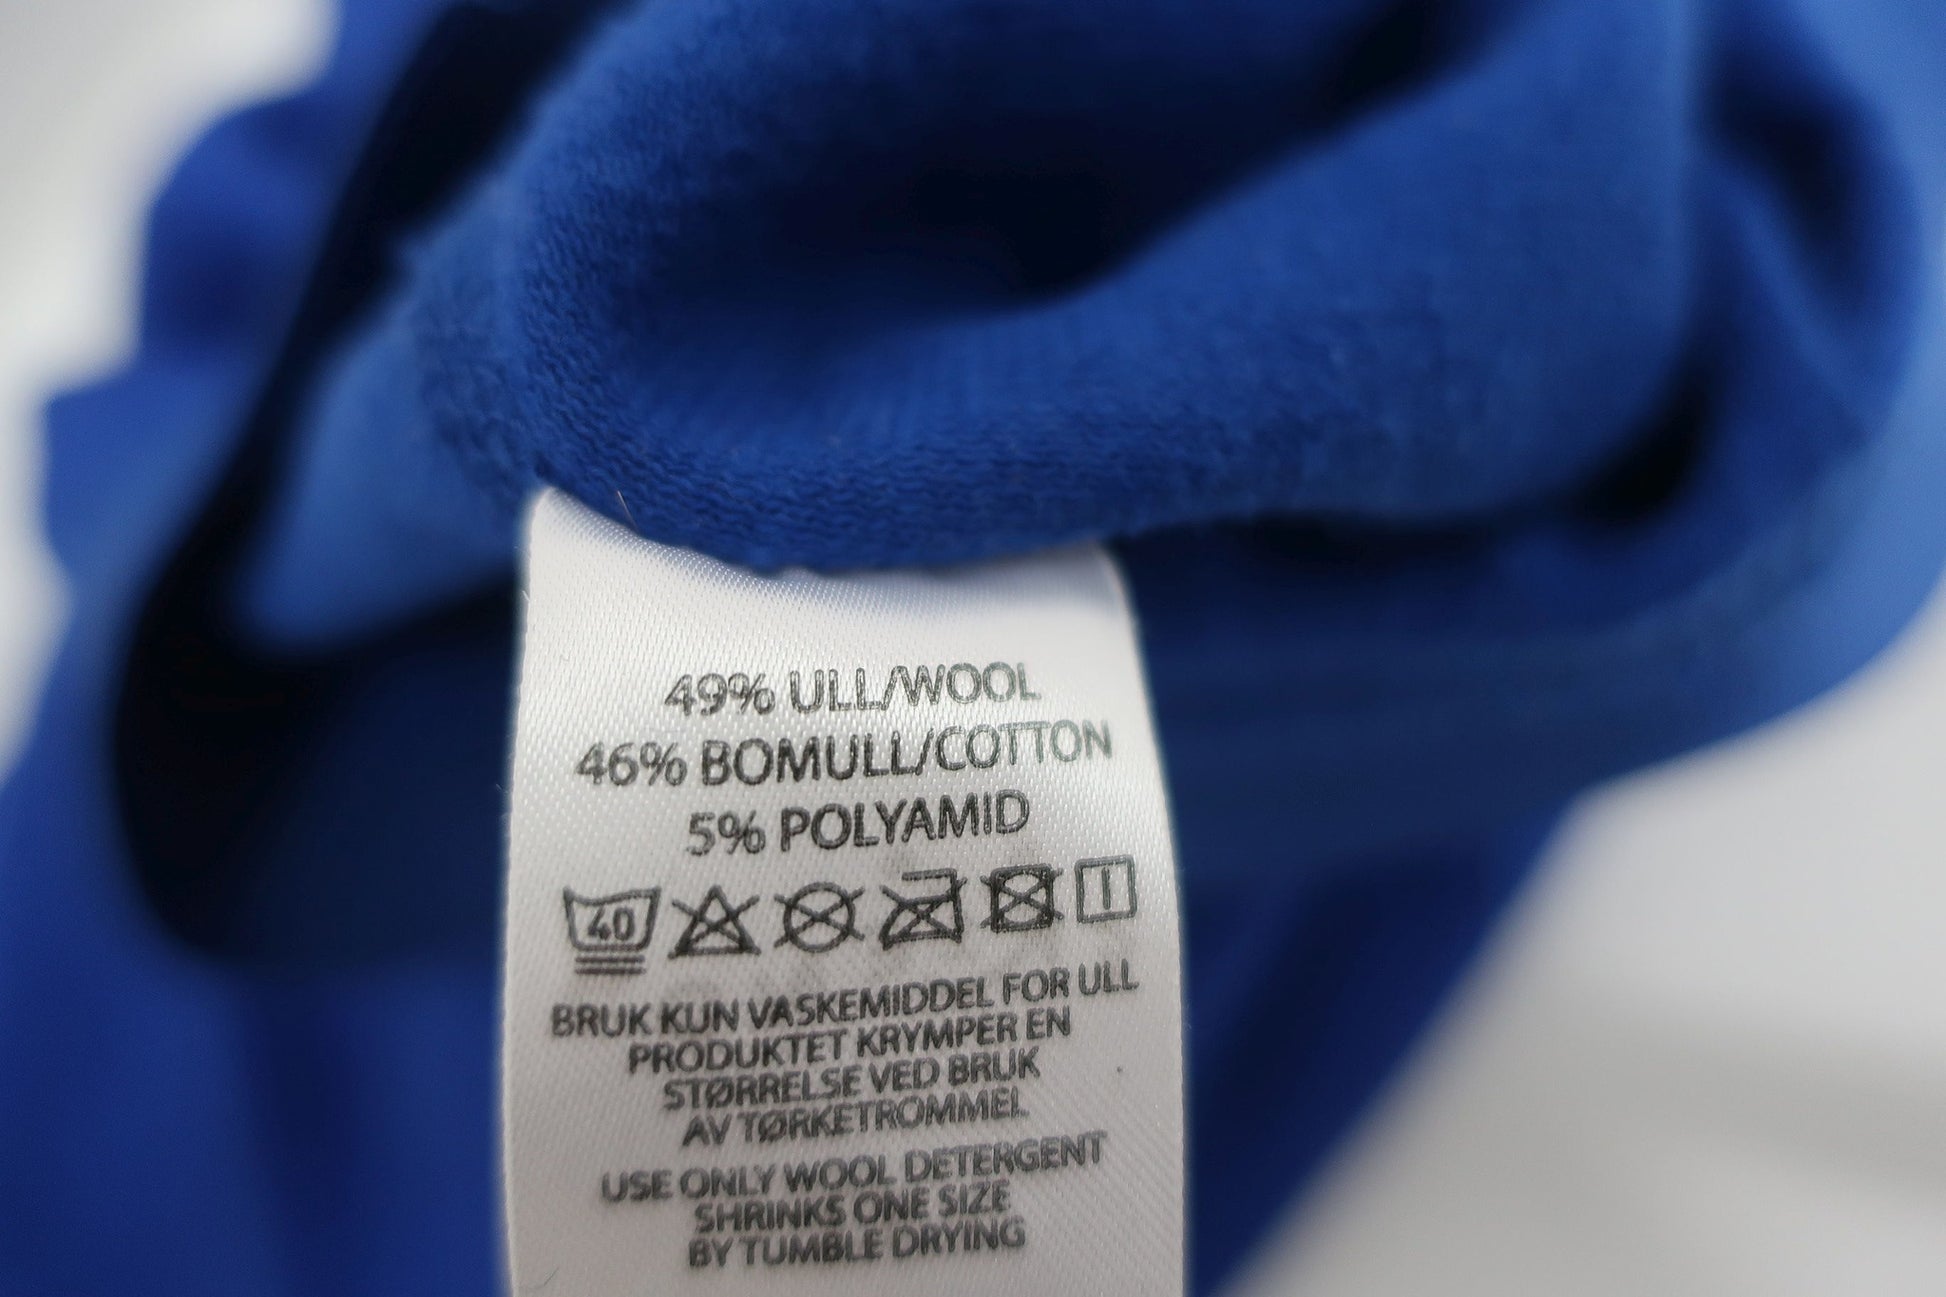 49% ULL/WOOL
46% BOMULL/COTTON
5% POLYAMID
40
BRUK KUN VASKEMIDDEL FOR ULL
PRODUKTET KRYMPER EN
STØRRELSE VED BRUK
AV TØRKETROMMEL
USE ONLY WOOL DETERGENT
SHRINKS ONE SIZE
BY TUMBLE DRYING